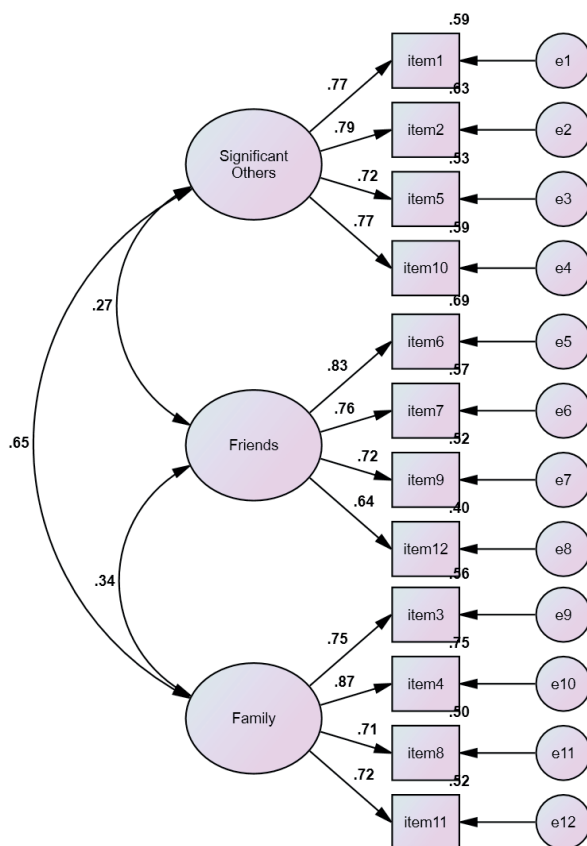 .59
item1
e1
.77
.63
item2
e2
.79
Significant
Others
.53
item5
e3
.72
.59
item10
e4
.77
.69
item6
e5
.83
.27
.57
item7
e6
.76
Friends
.52
item9
e7
.72
.65
.40
item12
e8
.64
.56
item3
e9
.75
.34
.75
item4
e10
.87
Family
.50
item8
e11
.71
.52
item11
e12
.72